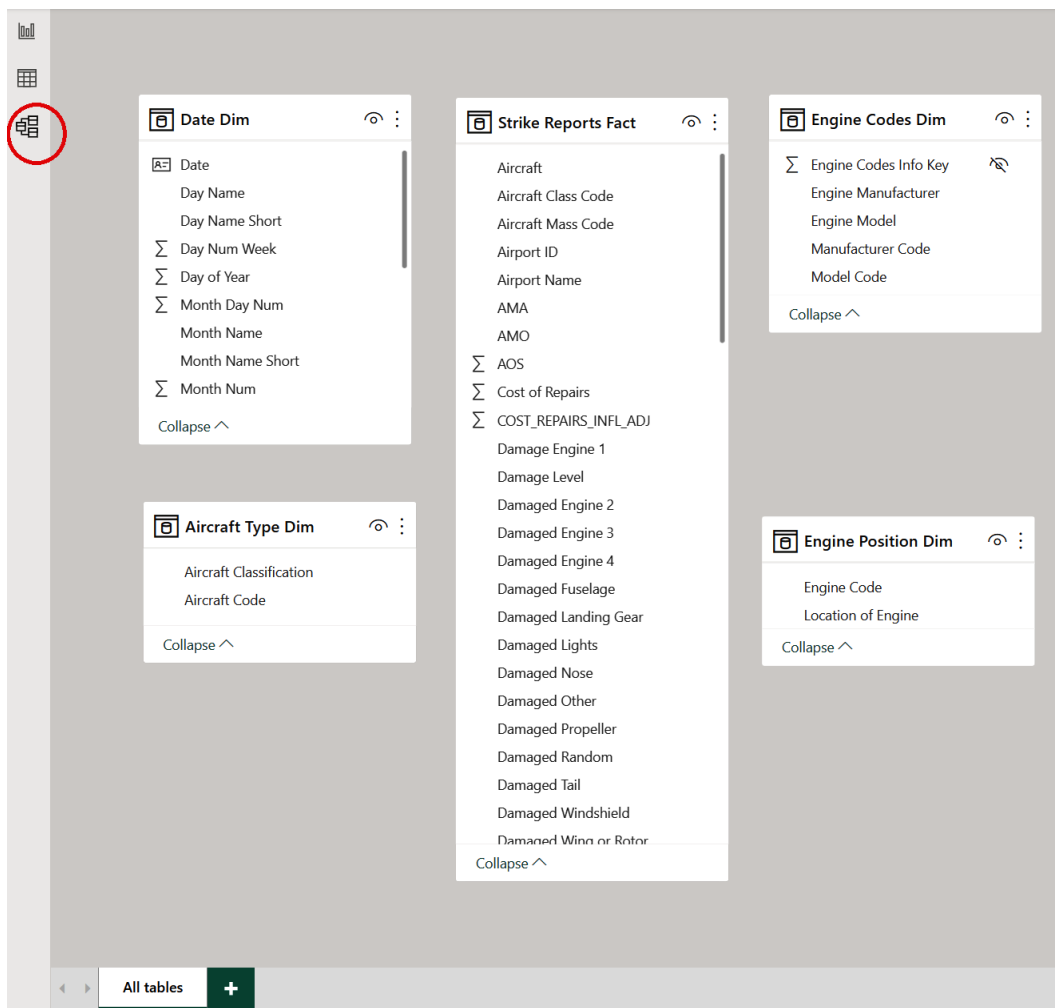 Date Dim
Date
Day Name
Day Name Short
Day Num Week
Day of Year
Month Day Num
Month Name
Month Name Short
Month Num
Collapse
Strike Reports Fact
Aircraft
Aircraft Class Code
Aircraft Mass Code
Airport ID
Airport Name
AMA
AMO
AOS
Cost of Repairs
COST_REPAIRS_INFL_ADJ
Damage Engine 1
Damage Level
Damaged Engine 2
Damaged Engine 3
Damaged Engine 4
Damaged Fuselage
Damaged Landing Gear
Damaged Lights
Damaged Nose
Damaged Other
Damaged Propeller
Damaged Random
Damaged Tail
Damaged Windshield
Damaged Wing or Rotor
Collapse
Engine Codes Dim
Engine Codes Info Key
Engine Manufacturer
Engine Model
Manufacturer Code
Model Code
Collapse
Aircraft Type Dim
Aircraft Classification
Aircraft Code
Collapse
Engine Position Dim
Engine Code
Location of Engine
Collapse
All tables